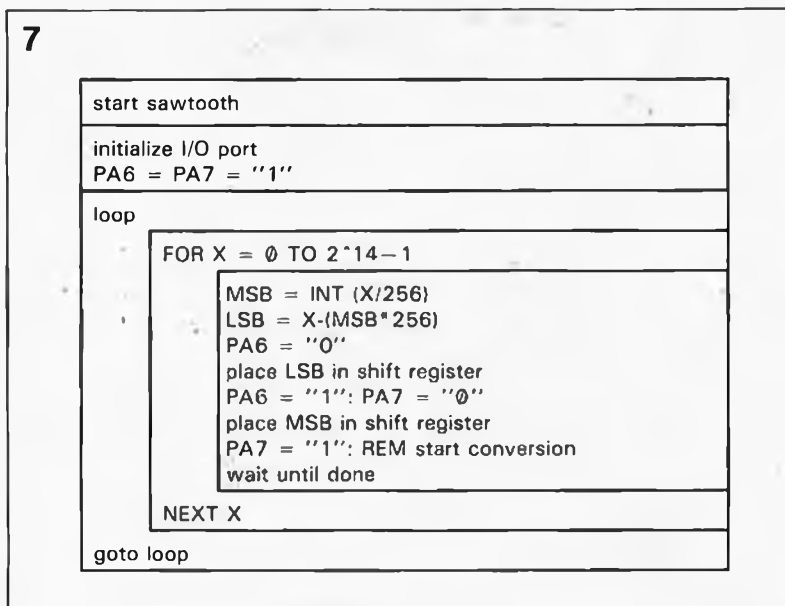 7
start sawtooth
initialize I/O port
PA6 = PA7 = "1"
loop
FOR X = 0 TO 2^14-1
MSB = INT (X/256)
LSB = X-(MSB*256)
PA6 = "0"
place LSB in shift register
PA6 = "1": PA7 = "0"
place MSB in shift register
PA7 = "1": REM start conversion
wait until done
NEXT X
goto loop